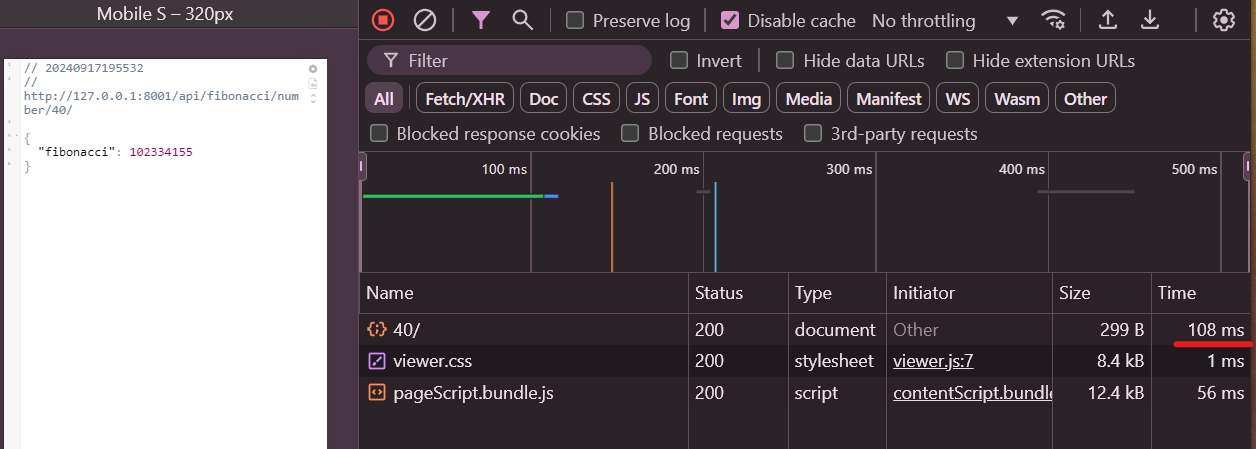 Mobile S – 320px
// 20240917195532
//
http://127.0.0.1:8001/api/fibonacci/num
ber/40/
{
"fibonacci": 102334155
}
Preserve log
Disable cache
No throttling
Filter
Invert
Hide data URLs
Hide extension URLs
All
Fetch/XHR
Doc
CSS
JS
Font
Img
Media
Manifest
WS
Wasm
Other
Blocked response cookies
Blocked requests
3rd-party requests
100 ms
200 ms
300 ms
400 ms
500 ms
Name Status Type Initiator Size Time
40/ 200 document Other 299 B 108 ms
viewer.css 200 stylesheet viewer.js:7 8.4 kB 1 ms
pageScript.bundle.js 200 script contentScript.bundle 12.4 kB 56 ms